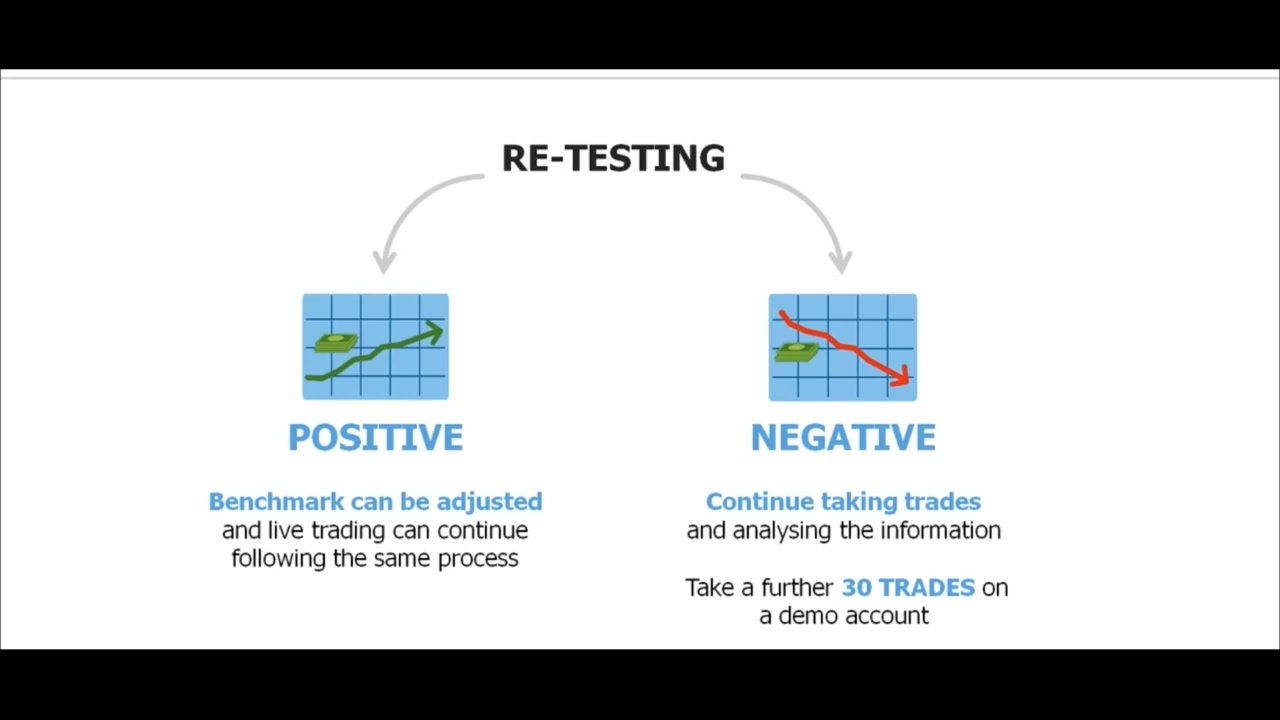 RE-TESTING
POSITIVE
Benchmark can be adjusted
and live trading can continue
following the same process
NEGATIVE
Continue taking trades
and analysing the information
Take a further 30 TRADES on
a demo account